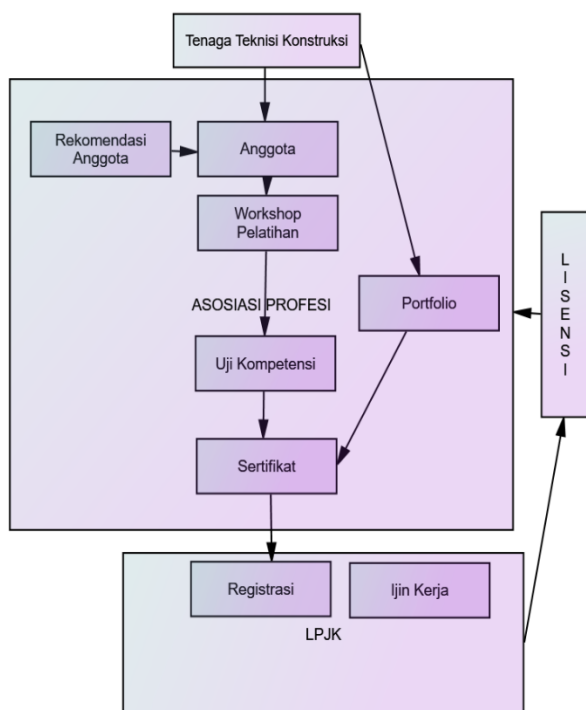 Tenaga Teknisi Konstruksi
Rekomendasi
Anggota
Anggota
Workshop
Pelatihan
ASOSIASI PROFESI
Portfolio
Uji Kompetensi
Sertifikat
L
I
S
E
N
S
I
Registrasi
Ijin Kerja
LPJK